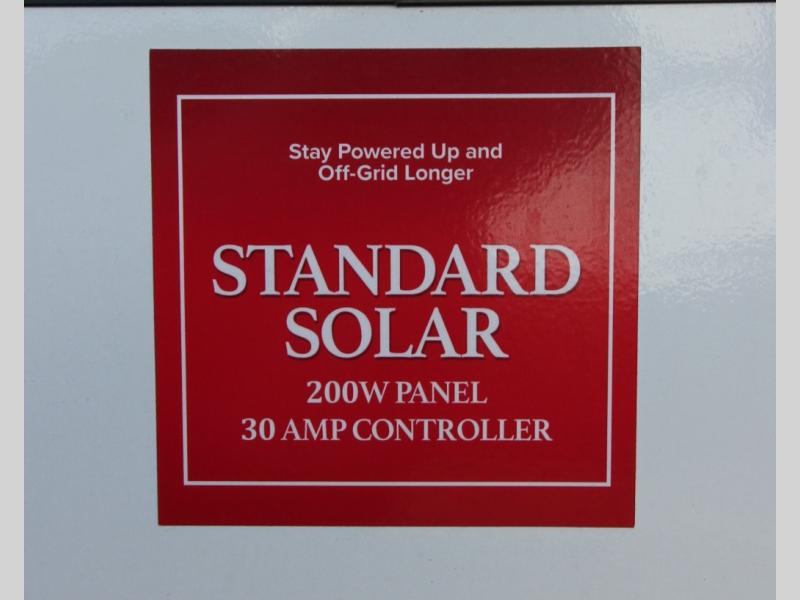 Stay Powered Up and
Off-Grid Longer
STANDARD
SOLAR
200W PANEL
30 AMP CONTROLLER